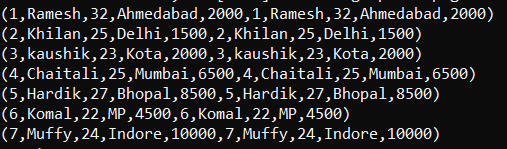 (1,Ramesh,32,Ahmedabad,2000,1,Ramesh,32,Ahmedabad,2000)
(2,Khilan,25,Delhi,1500,2,Khilan,25,Delhi,1500)
(3,kaushik,23,Kota,2000,3,kaushik,23,Kota,2000)
(4,Chaitali,25,Mumbai,6500,4,Chaitali,25,Mumbai,6500)
(5,Hardik,27,Bhopal,8500,5,Hardik,27,Bhopal,8500)
(6,Komal,22,MP,4500,6,Komal,22,MP,4500)
(7,Muffy,24,Indore,10000,7,Muffy,24,Indore,10000)